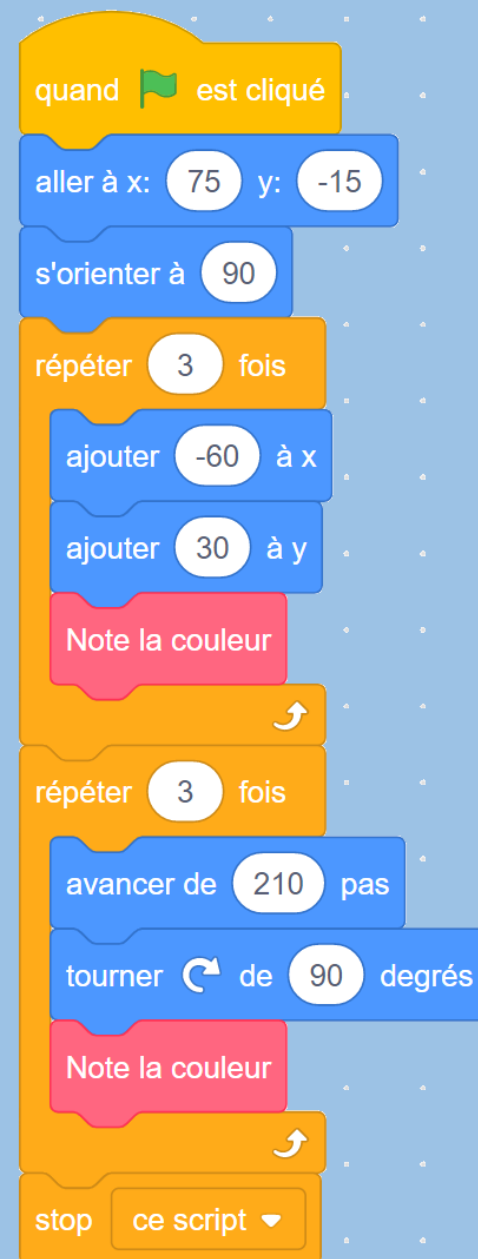 quand est cliqué
aller à x: 75 y: -15
s'orienter à 90
répéter 3 fois
ajouter -60 à x
ajouter 30 à y
Note la couleur
répéter 3 fois
avancer de 210 pas
tourner de 90 degrés
Note la couleur
stop ce script